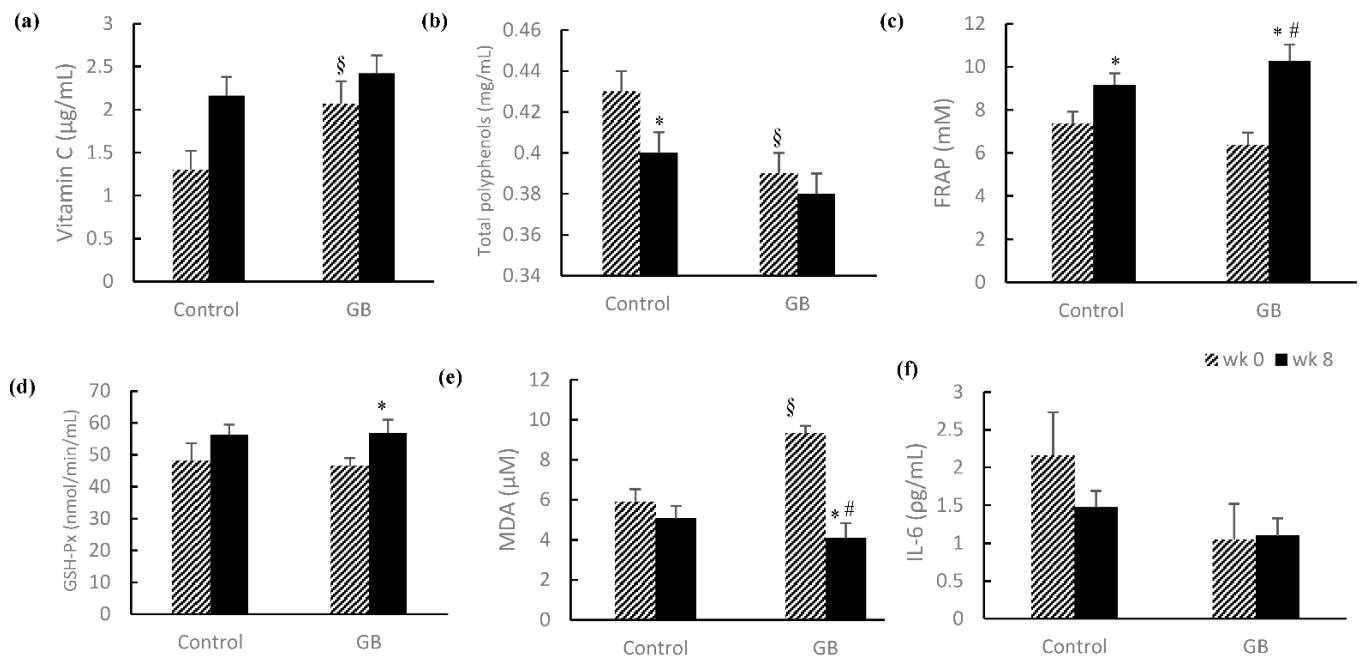 (a)
Vitamin C (µg/mL)
3
2.5
2
1.5
1
0.5
0
§
Control
GB
(b)
Total polyphenols (mg/mL)
0.46
0.44
0.42
0.4
0.38
0.36
0.34
*
§
Control
GB
(c)
FRAP (mM)
12
10
8
6
4
2
0
*
* #
Control
GB
wk 0 wk 8
(d)
GSH-Px (nmol/min/mL)
70
60
50
40
30
20
10
0
*
Control
GB
(e)
MDA (µM)
12
10
8
6
4
2
0
§
* #
Control
GB
(f)
IL-6 (ρg/mL)
3
2.5
2
1.5
1
0.5
0
Control
GB